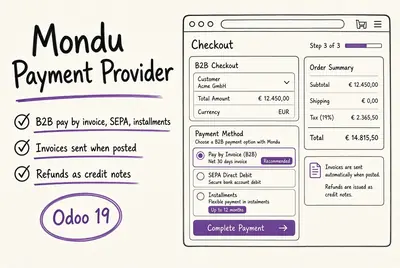 Mondu
Payment Provider
B2B pay by invoice, SEPA, installments
Invoices sent when posted
Refunds as credit notes
Odoo 19
Checkout
Step 3 of 3
B2B Checkout
Customer
Acme GmbH
Total Amount € 12.450,00
Currency EUR
Payment Method
Choose a B2B payment option with Mondu
Pay by Invoice (B2B)
Net 30 days invoice
Recommended
SEPA Direct Debit
Secure bank account debit
Installments
Flexible payment in installments
Up to 12 months
Complete Payment
Order Summary
Subtotal € 12.450,00
Shipping € 0,00
Tax (19%) € 2.365,50
Total € 14.815,50
Invoices are sent
automatically when posted.
Refunds are issued
as credit notes.